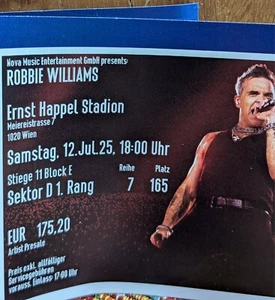 Nova Music Entertainment GmbH presents:
ROBBIE WILLIAMS
Ernst Happel Stadion
Meiereistrasse 7
1020 Wien
Samstag, 12.Jul.25, 18:00 Uhr
Stiege 11 Block E Reihe Platz
Sektor D 1. Rang 7 165
EUR 175,20
Artist Presale
Preis exkl. allfälliger
Servicegebühren
vorauss. Einlass: 17:00 Uhr